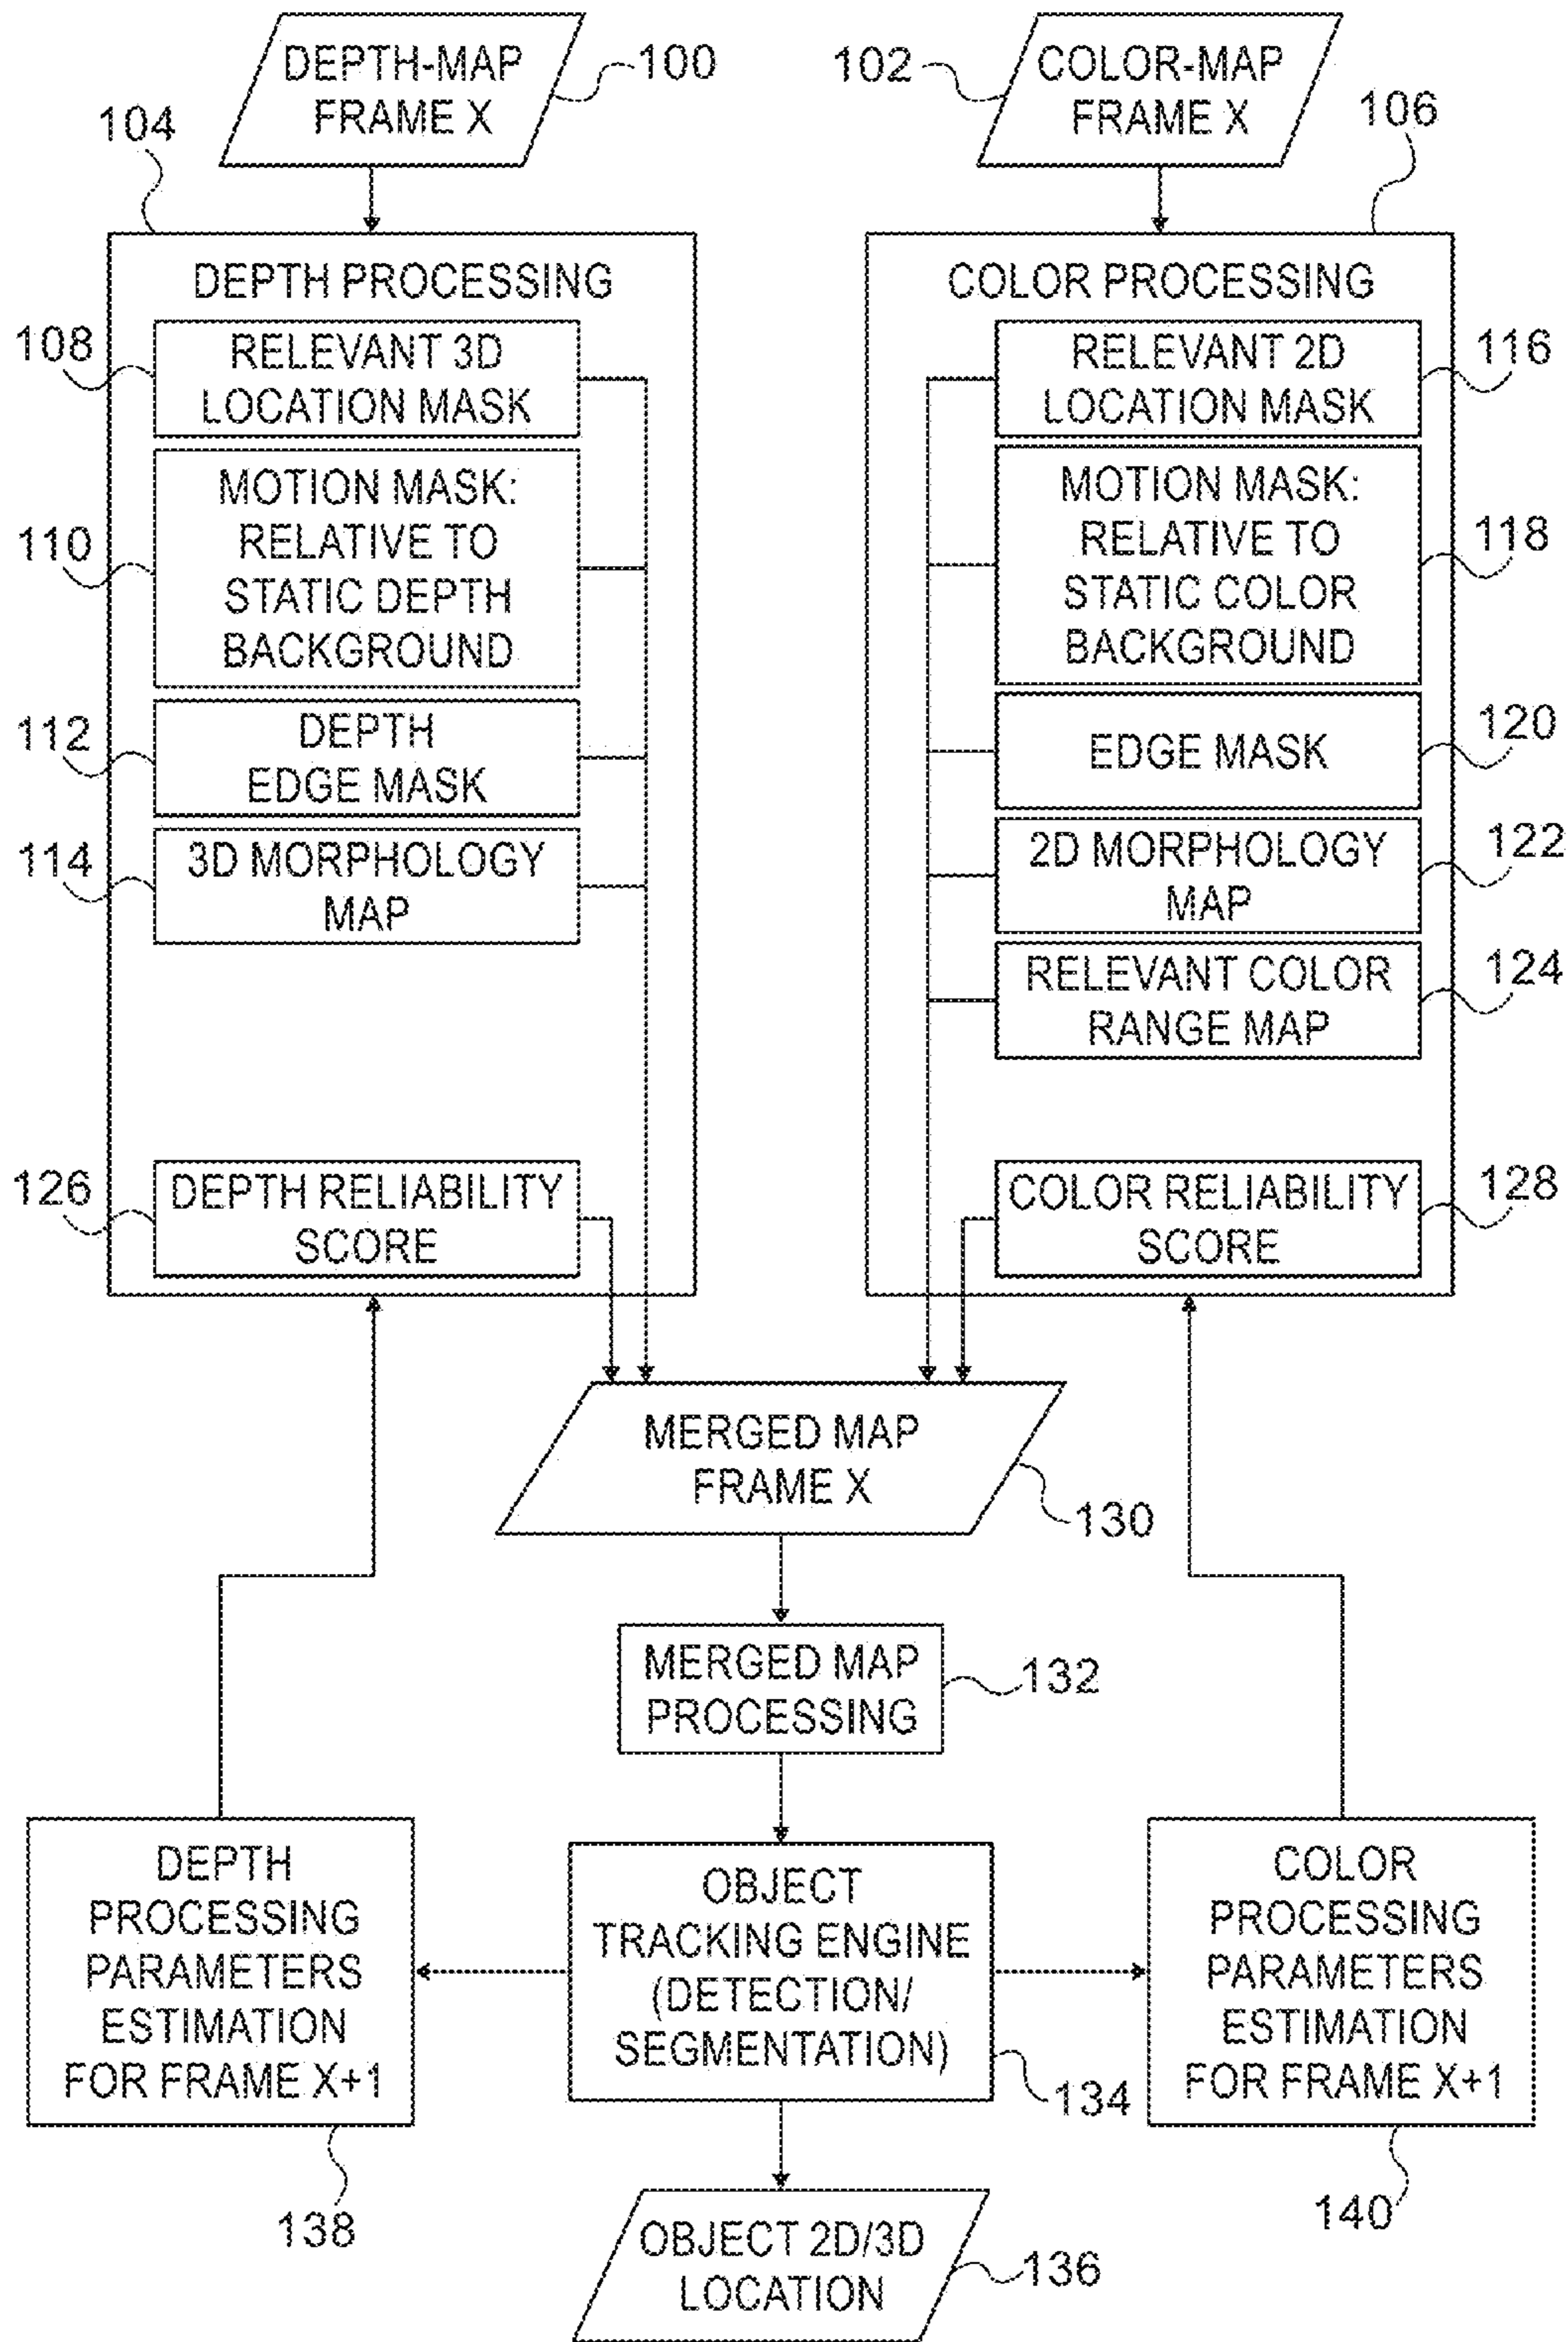 DEPTH-MAP
FRAME X
100
102
COLOR-MAP
FRAME X
104
106
DEPTH PROCESSING
108
RELEVANT 3D
LOCATION MASK
110
MOTION MASK:
RELATIVE TO
STATIC DEPTH
BACKGROUND
112
DEPTH
EDGE MASK
114
3D MORPHOLOGY
MAP
126
DEPTH RELIABILITY
SCORE
COLOR PROCESSING
RELEVANT 2D
LOCATION MASK
116
MOTION MASK:
RELATIVE TO
STATIC COLOR
BACKGROUND
118
EDGE MASK
120
2D MORPHOLOGY
MAP
122
RELEVANT COLOR
RANGE MAP
124
COLOR RELIABILITY
SCORE
128
MERGED MAP
FRAME X
130
MERGED MAP
PROCESSING
132
DEPTH
PROCESSING
PARAMETERS
ESTIMATION
FOR FRAME X+1
138
OBJECT
TRACKING ENGINE
(DETECTION/
SEGMENTATION)
134
COLOR
PROCESSING
PARAMETERS
ESTIMATION
FOR FRAME X+1
140
OBJECT 2D/3D
LOCATION
136